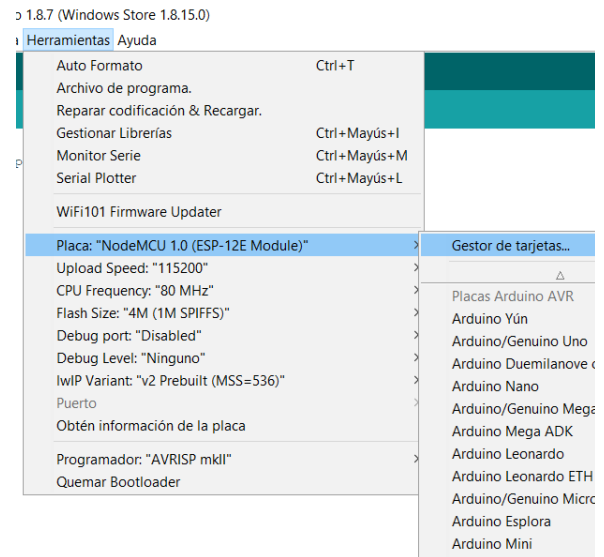 o 1.8.7 (Windows Store 1.8.15.0)
Herramientas Ayuda
Auto Formato Ctrl+T
Archivo de programa.
Reparar codificación & Recargar.
Gestionar Librerías Ctrl+Mayús+I
Monitor Serie Ctrl+Mayús+M
Serial Plotter Ctrl+Mayús+L
WiFi101 Firmware Updater
Placa: "NodeMCU 1.0 (ESP-12E Module)"
Upload Speed: "115200"
CPU Frequency: "80 MHz"
Flash Size: "4M (1M SPIFFS)"
Debug port: "Disabled"
Debug Level: "Ninguno"
IwIP Variant: "v2 Prebuilt (MSS=536)"
Puerto
Obtén información de la placa
Programador: "AVRISP mkII"
Quemar Bootloader
Gestor de tarjetas...
Placas Arduino AVR
Arduino Yún
Arduino/Genuino Uno
Arduino Duemilanove o
Arduino Nano
Arduino/Genuino Mega
Arduino Mega ADK
Arduino Leonardo
Arduino Leonardo ETH
Arduino/Genuino Micro
Arduino Esplora
Arduino Mini